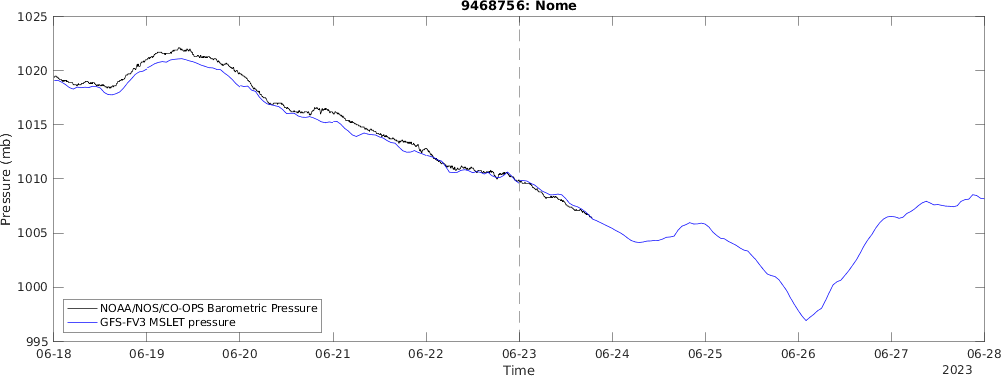 9468756: Nome
1025
1020
1015
1010
1005
1000
995
Pressure (mb)
NOAA/NOS/CO-OPS Barometric Pressure
GFS-FV3 MSLET pressure
06-18 06-19 06-20 06-21 06-22 06-23 06-24 06-25 06-26 06-27 06-28
Time
2023